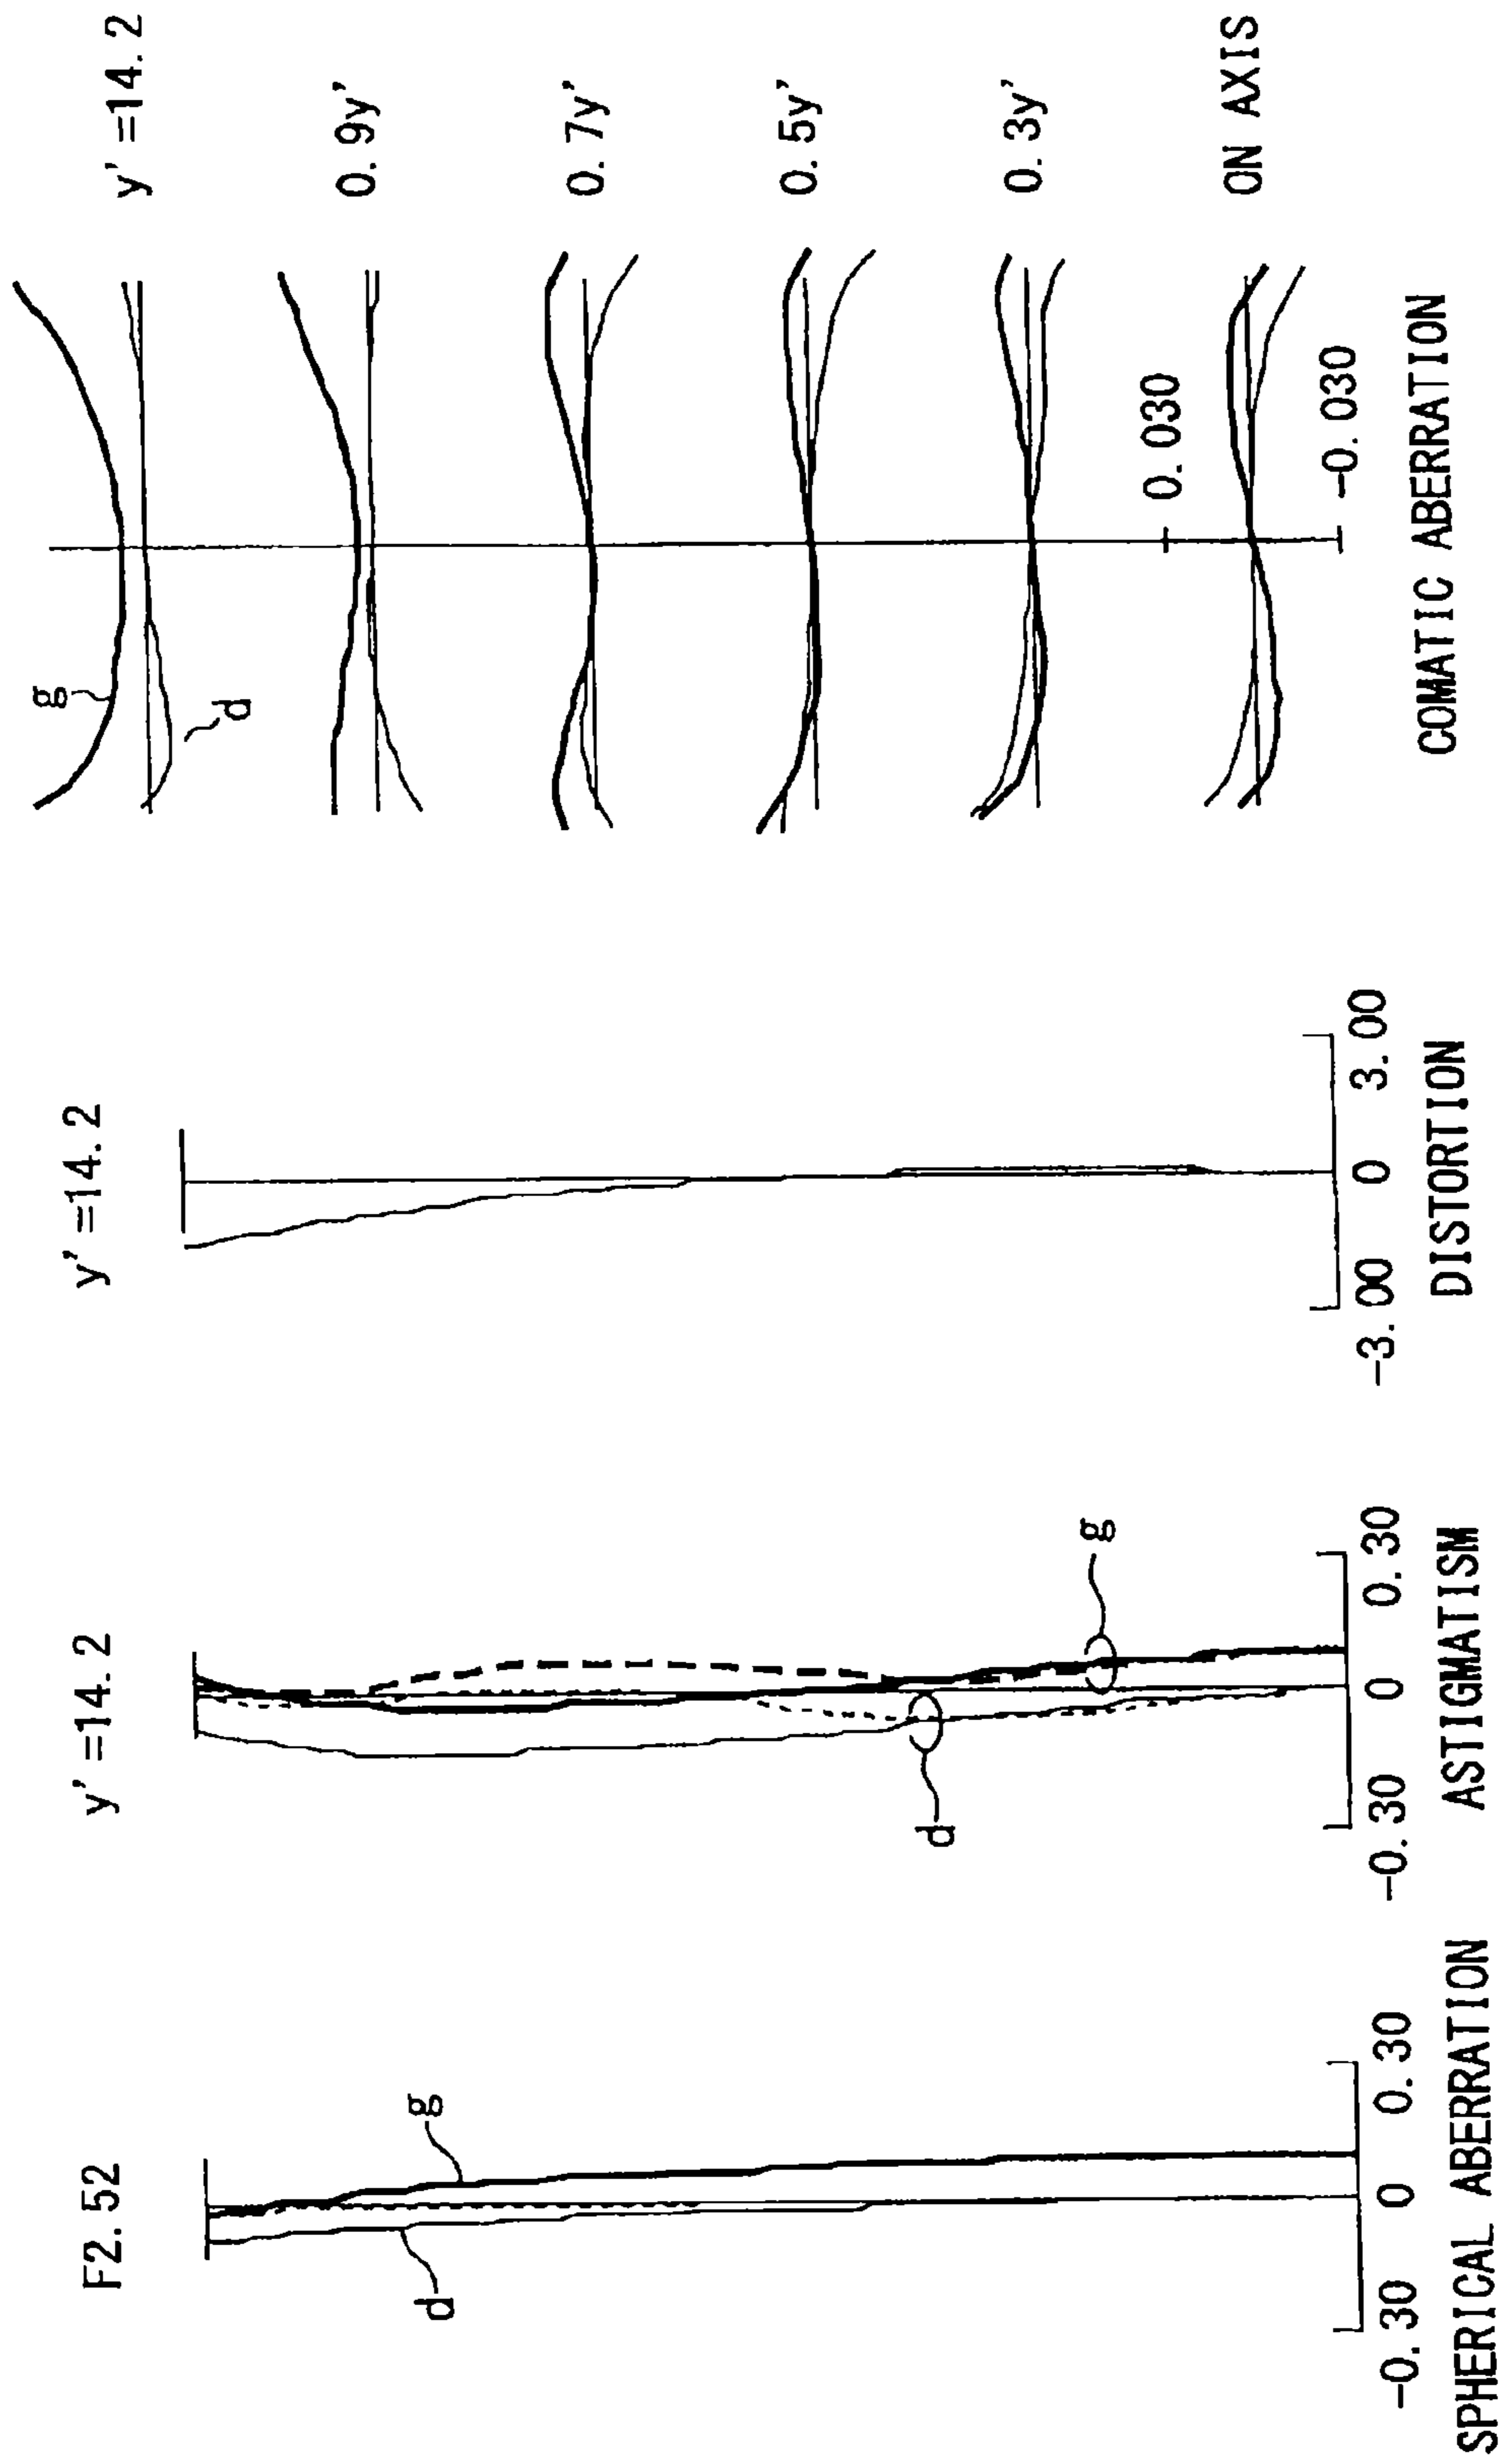 F2.52
g
d
-0.30
0
0.30
SPHERICAL ABERRATION
y'=14.2
g
d
-0.30
0
0.30
ASTIGMATISM
y'=14.2
-3.00
0
3.00
DISTORTION
g
d
y'=14.2
0.9y'
0.7y'
0.5y'
0.3y'
0.030
ON AXIS
-0.030
COMATIC ABERRATION